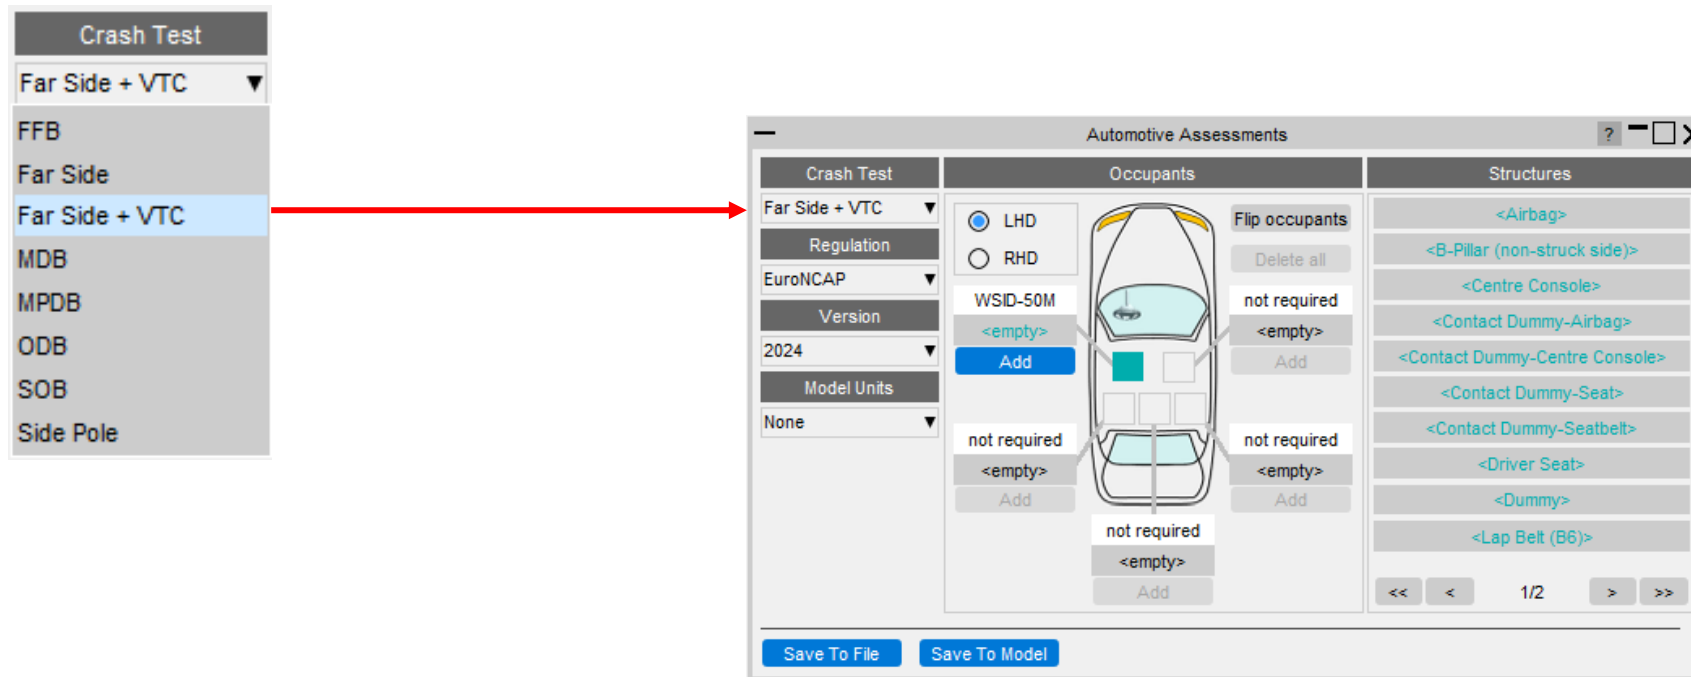 Crash Test
Far Side + VTC
FFB
Far Side
Far Side + VTC
MDB
MPDB
ODB
SOB
Side Pole
Automotive Assessments
?
Crash Test
Far Side + VTC
Regulation
EuroNCAP
Version
2024
Model Units
None
Occupants
LHD
RHD
Flip occupants
Delete all
WSID-50M
<empty>
Add
not required
<empty>
Add
not required
<empty>
Add
not required
<empty>
Add
not required
<empty>
Add
Structures
<Airbag>
<B-Pillar (non-struck side)>
<Centre Console>
<Contact Dummy-Airbag>
<Contact Dummy-Centre Console>
<Contact Dummy-Seat>
<Contact Dummy-Seatbelt>
<Driver Seat>
<Dummy>
<Lap Belt (B6)>
<< < 1/2 > >>
Save To File Save To Model